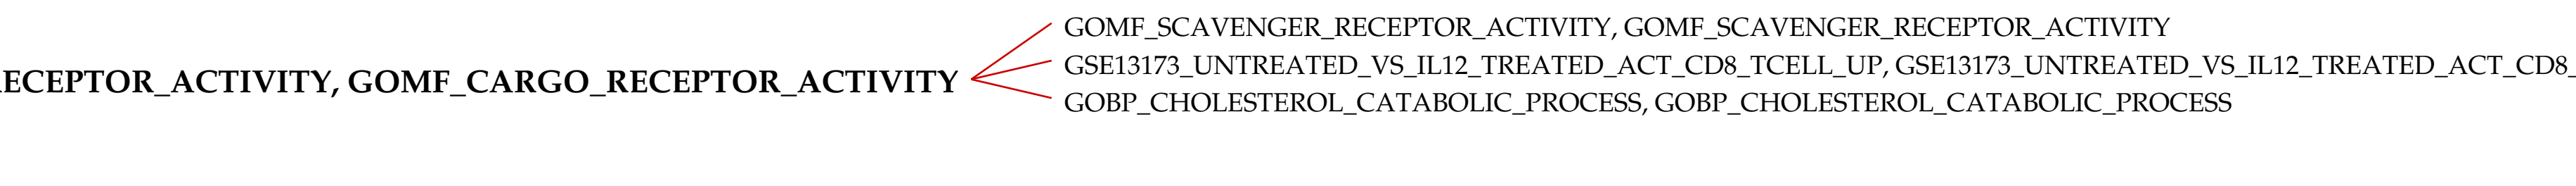 GOMF_SCAVENGER_RECEPTOR_ACTIVITY, GOMF_SCAVENGER_RECEPTOR_ACTIVITY
GSE13173_UNTREATED_VS_IL12_TREATED_ACT_CD8_TCELL_UP, GSE13173_UNTREATED_VS_IL12_TREATED_ACT_CD8_
ECEPTOR_ACTIVITY, GOMF_CARGO_RECEPTOR_ACTIVITY
GOBP_CHOLESTEROL_CATABOLIC_PROCESS, GOBP_CHOLESTEROL_CATABOLIC_PROCESS